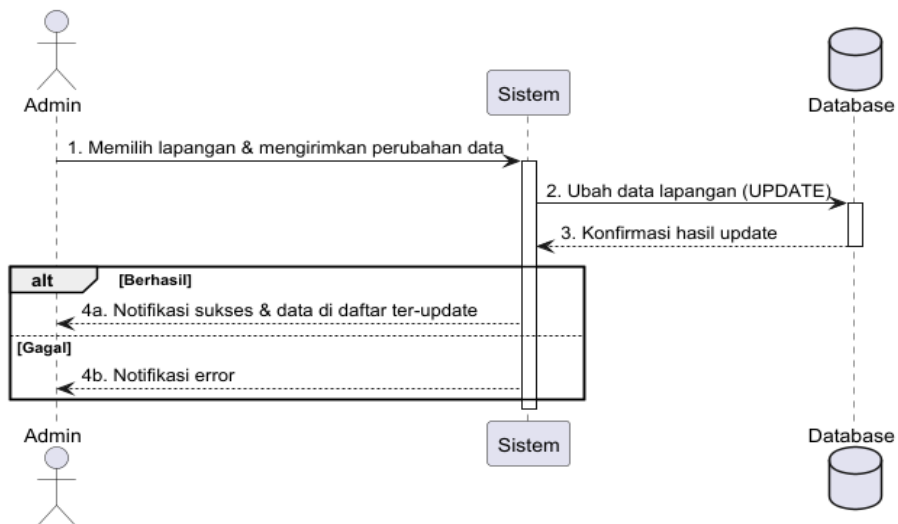 Admin
Sistem
Database
1. Memilih lapangan & mengirimkan perubahan data
2. Ubah data lapangan (UPDATE)
3. Konfirmasi hasil update
alt [Berhasil]
4a. Notifikasi sukses & data di daftar ter-update
[Gagal]
4b. Notifikasi error
Admin
Sistem
Database